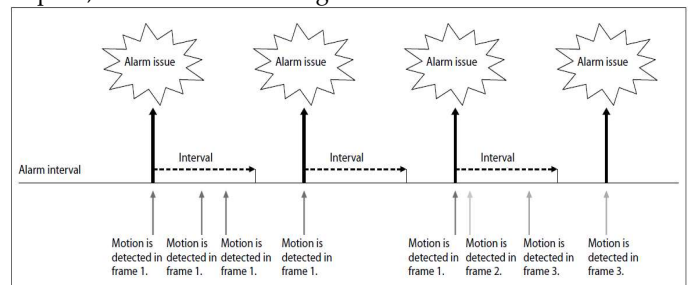 Alarm issue
Alarm issue
Alarm issue
Alarm issue
Interval
Interval
Interval
Alarm interval
Motion is
detected in
frame 1.
Motion is
detected in
frame 1.
Motion is
detected in
frame 1.
Motion is
detected in
frame 1.
Motion is
detected in
frame 1.
Motion is
detected in
frame 2.
Motion is
detected in
frame 3.
Motion is
detected in
frame 3.